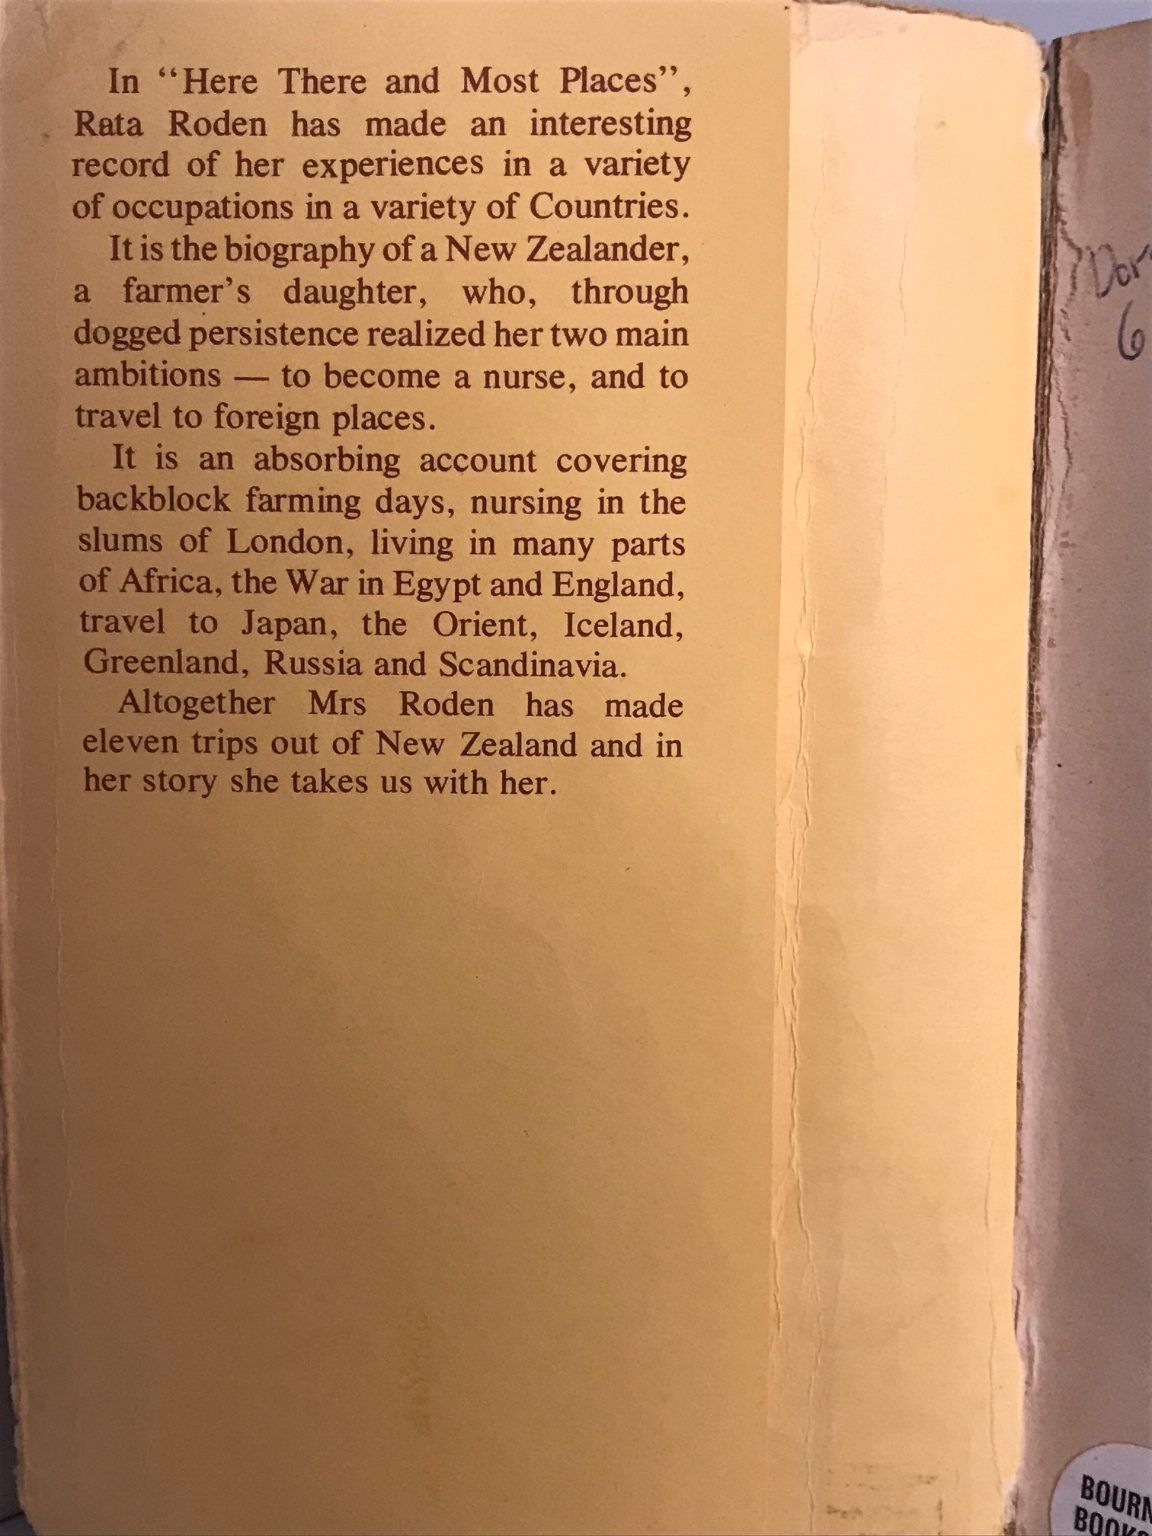 In “Here There and Most Places”,
Rata Roden has made an interesting
record of her experiences in a variety
of occupations in a variety of Countries.
It is the biography of a New Zealander,
a farmer’s daughter, who, through
dogged persistence realized her two main
ambitions — to become a nurse, and to
travel to foreign places.
It is an absorbing account covering
backblock farming days, nursing in the
slums of London, living in many parts
of Africa, the War in Egypt and England,
travel to Japan, the Orient, Iceland,
Greenland, Russia and Scandinavia.
Altogether Mrs Roden has made
eleven trips out of New Zealand and in
her story she takes us with her.
6